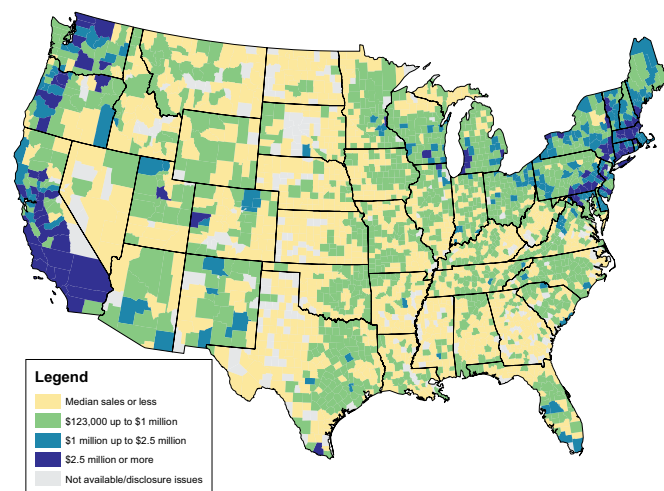 Legend
Median sales or less
$123,000 up to $1 million
$1 million up to $2.5 million
$2.5 million or more
Not available/disclosure issues